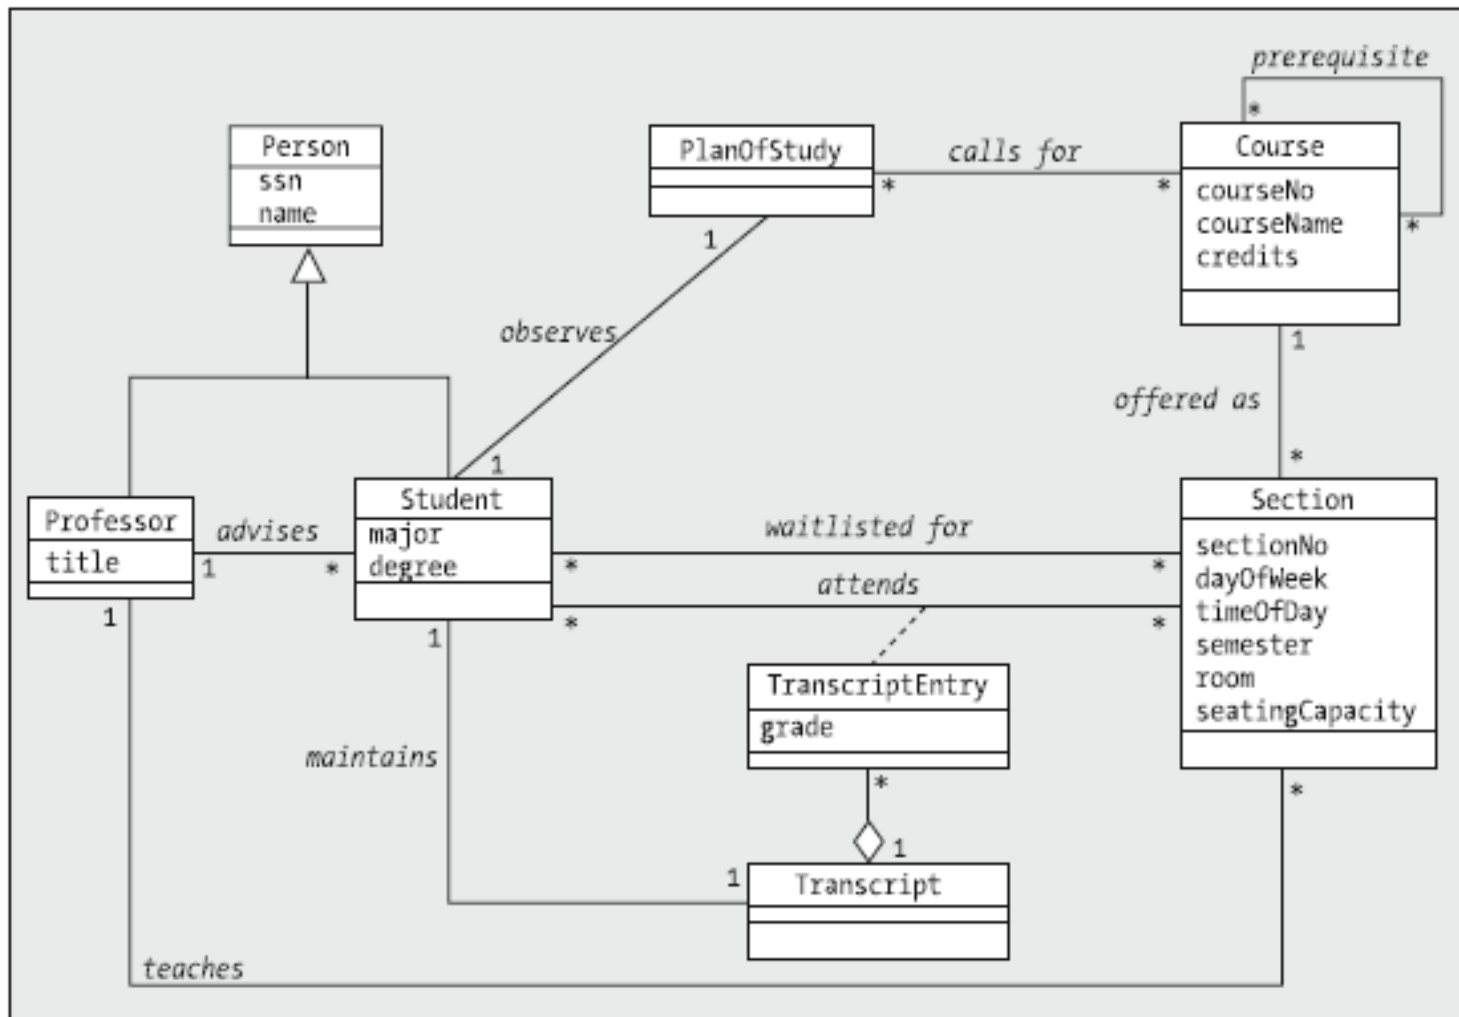 prerequisite
*
Person
ssn
name
PlanOfStudy
calls for
*
*
Course
courseNo
courseName
credits
*
1
observes
1
1
offered as
*
Professor
title
advises
1
*
1
Student
major
degree
waitlisted for
*
*
attends
*
*
Section
sectionNo
dayOfWeek
timeOfDay
semester
room
seatingCapacity
1
TranscriptEntry
grade
maintains
*
*
1
1
Transcript
teaches